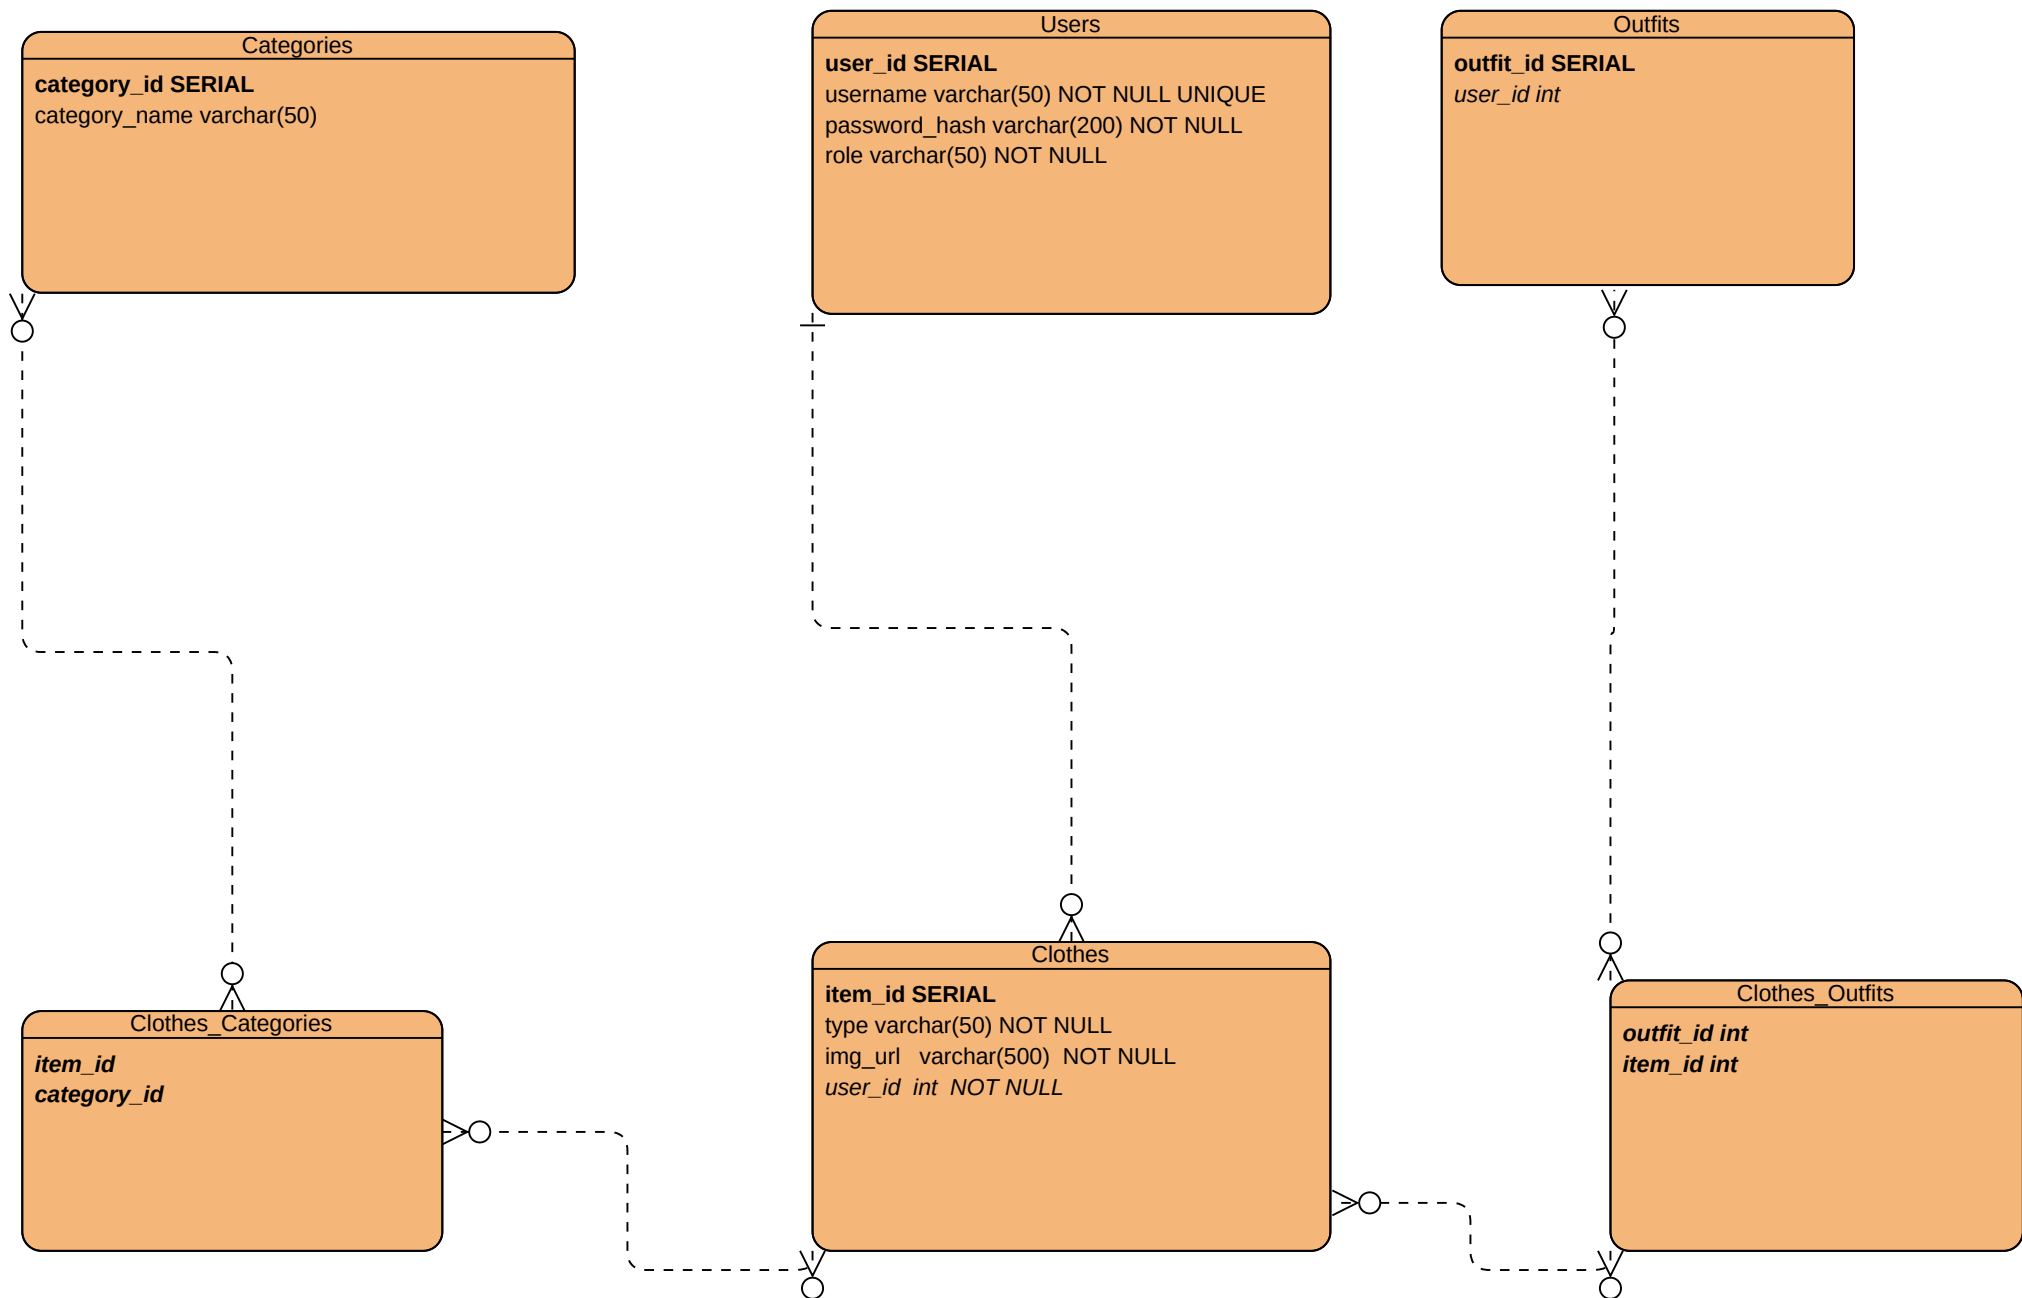 Categories
category_id SERIAL
category_name varchar(50)
Users
user_id SERIAL
username varchar(50) NOT NULL UNIQUE
password_hash varchar(200) NOT NULL
role varchar(50) NOT NULL
Outfits
outfit_id SERIAL
user_id int
Clothes_Categories
item_id
category_id
Clothes
item_id SERIAL
type varchar(50) NOT NULL
img_url   varchar(500)  NOT NULL
user_id  int  NOT NULL
Clothes_Outfits
outfit_id int
item_id int